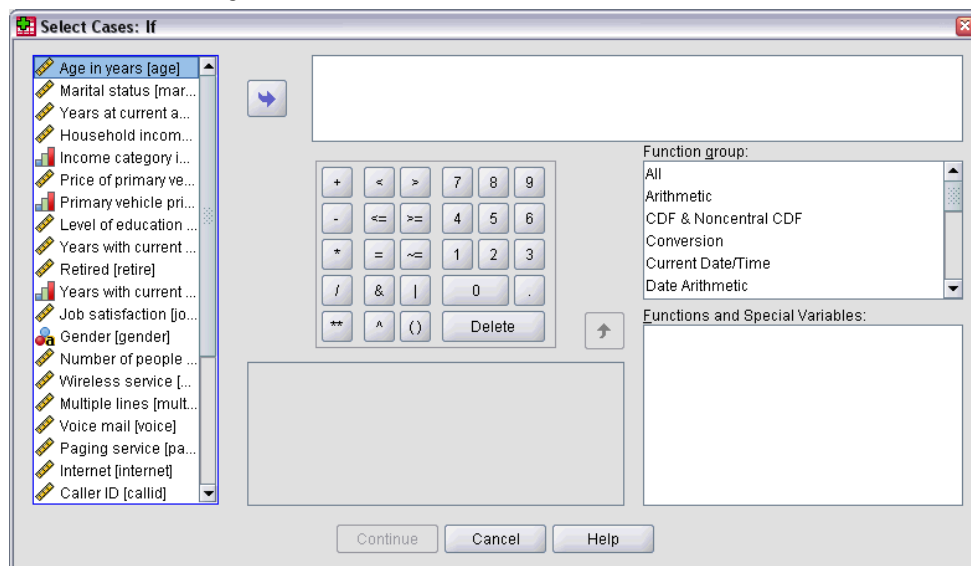 Select Cases: If
Age in years [age]
Marital status [mar...
Years at current a...
Household incom...
Income category i...
Price of primary ve...
Primary vehicle pri...
Level of education ...
Years with current ...
Retired [retire]
Years with current ...
Job satisfaction [jo...
Gender [gender]
Number of people ...
Wireless service [...
Multiple lines [mult...
Voice mail [voice]
Paging service [pa...
Internet [internet]
Caller ID [callid]
+ < > 7 8 9
- <= >= 4 5 6
* = ~= 1 2 3
/ & | 0 .
** ^ () Delete
Function group:
All
Arithmetic
CDF & Noncentral CDF
Conversion
Current Date/Time
Date Arithmetic
Functions and Special Variables:
Continue Cancel Help